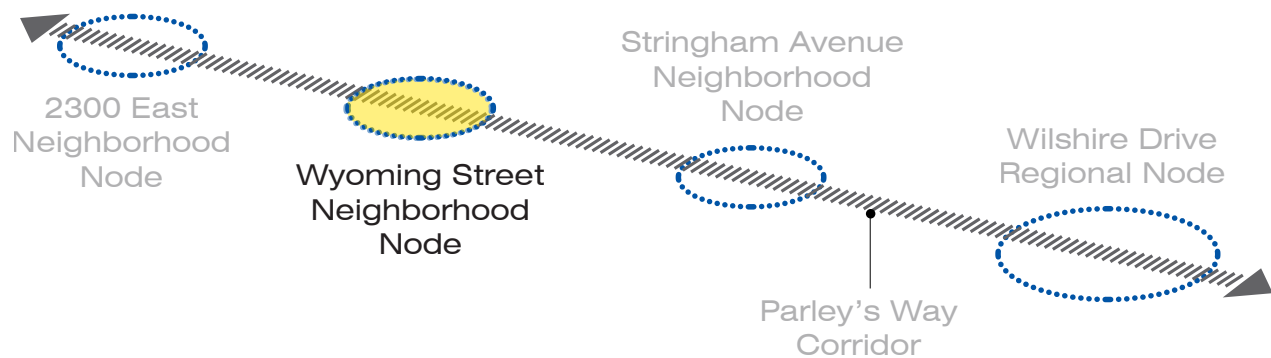 2300 East
Neighborhood
Node
Wyoming Street
Neighborhood
Node
Stringham Avenue
Neighborhood
Node
Wilshire Drive
Regional Node
Parley’s Way
Corridor